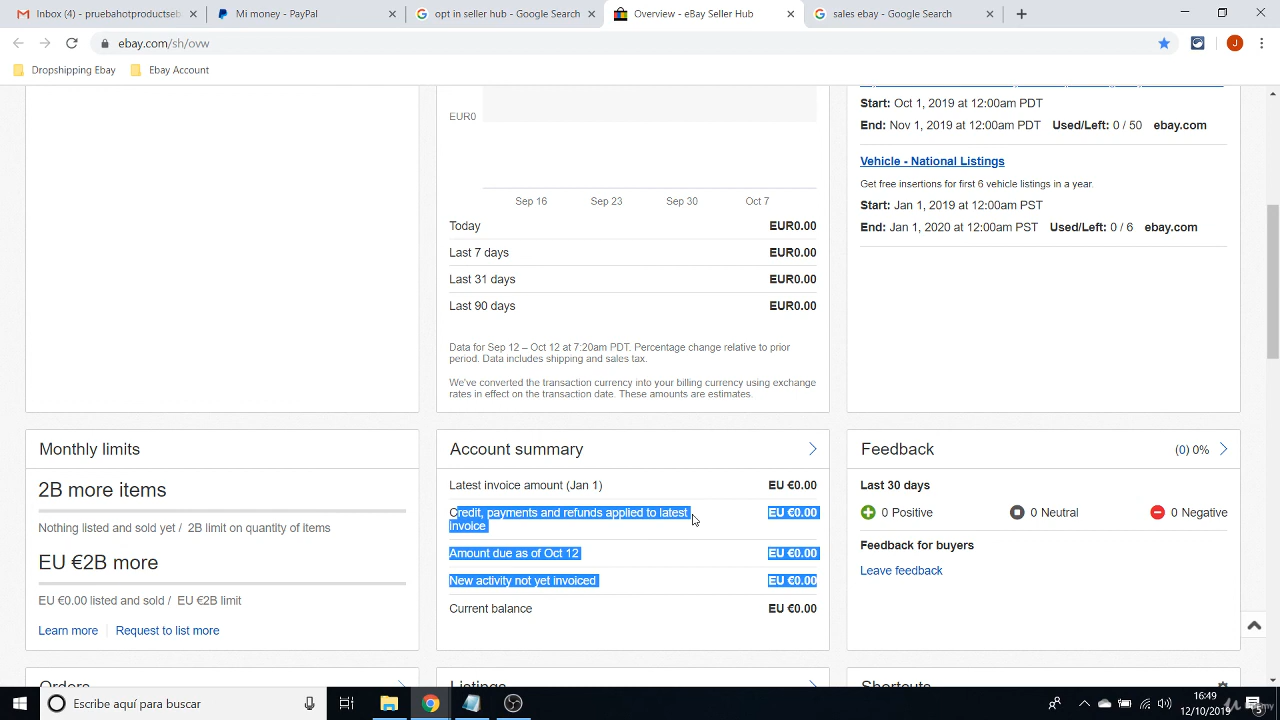 Inbox (4) - pruebabotproductseb
Mi money - PayPal
opt in seller hub - Google Search
Overview - eBay Seller Hub
sales ebay - Google Search
ebay.com/sh/ovw
J
Dropshipping Ebay
Ebay Account
EUR0
Sep 16
Sep 23
Sep 30
Oct 7
Today
EUR0.00
Last 7 days
EUR0.00
Last 31 days
EUR0.00
Last 90 days
EUR0.00
Data for Sep 12 – Oct 12 at 7:20am PDT. Percentage change relative to prior
period. Data includes shipping and sales tax.
We've converted the transaction currency into your billing currency using exchange
rates in effect on the transaction date. These amounts are estimates.
Start: Oct 1, 2019 at 12:00am PDT
End: Nov 1, 2019 at 12:00am PDT Used/Left: 0 / 50 ebay.com
Vehicle - National Listings
Get free insertions for first 6 vehicle listings in a year.
Start: Jan 1, 2019 at 12:00am PST
End: Jan 1, 2020 at 12:00am PST Used/Left: 0 / 6 ebay.com
Monthly limits
2B more items
Nothing listed and sold yet / 2B limit on quantity of items
EU €2B more
EU €0.00 listed and sold / EU €2B limit
Learn more
Request to list more
Account summary
Latest invoice amount (Jan 1)
EU €0.00
Credit, payments and refunds applied to latest
invoice
EU €0.00
Amount due as of Oct 12
EU €0.00
New activity not yet invoiced
EU €0.00
Current balance
EU €0.00
Feedback
(0) 0%
Last 30 days
0 Positive
0 Neutral
0 Negative
Feedback for buyers
Leave feedback
Orders
Listings
Shortcuts
Escribe aquí para buscar
16:49
12/10/2019